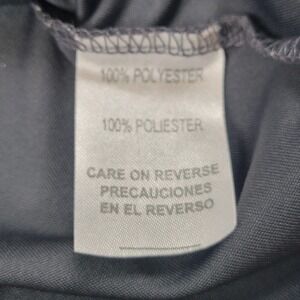 100% POLYESTER
100% POLIESTER
CARE ON REVERSE
PRECAUCIONES
EN EL REVERSO